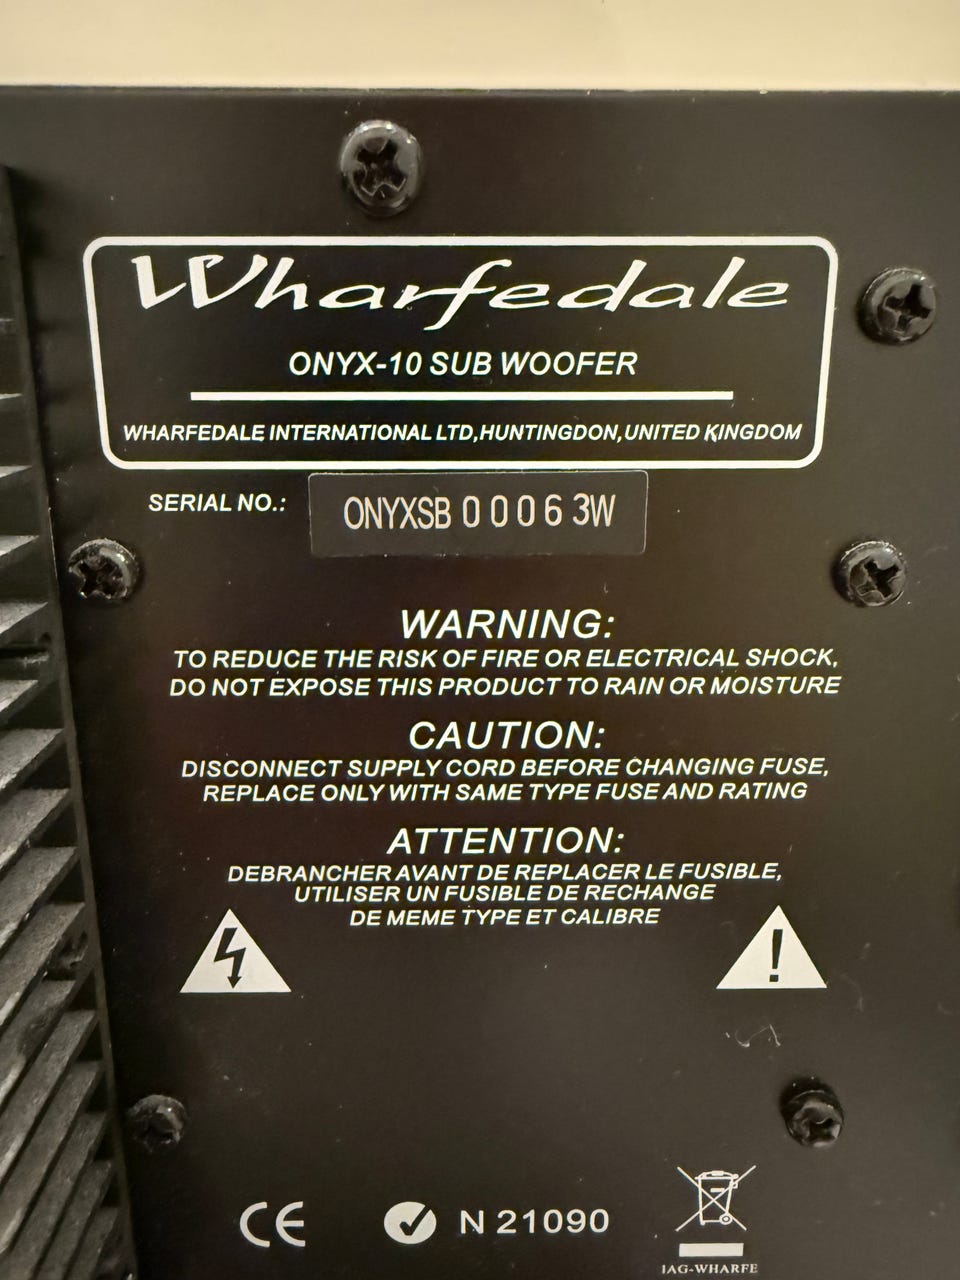 Wharfedale
ONYX-10 SUB WOOFER
WHARFEDALE INTERNATIONAL LTD,HUNTINGDON,UNITED KINGDOM
SERIAL NO.: ONYXSB 0 0 0 6 3W
WARNING:
TO REDUCE THE RISK OF FIRE OR ELECTRICAL SHOCK,
DO NOT EXPOSE THIS PRODUCT TO RAIN OR MOISTURE
CAUTION:
DISCONNECT SUPPLY CORD BEFORE CHANGING FUSE,
REPLACE ONLY WITH SAME TYPE FUSE AND RATING
ATTENTION:
DEBRANCHER AVANT DE REPLACER LE FUSIBLE,
UTILISER UN FUSIBLE DE RECHANGE
DE MEME TYPE ET CALIBRE
!
CE N 21090
IAG-WHARFE